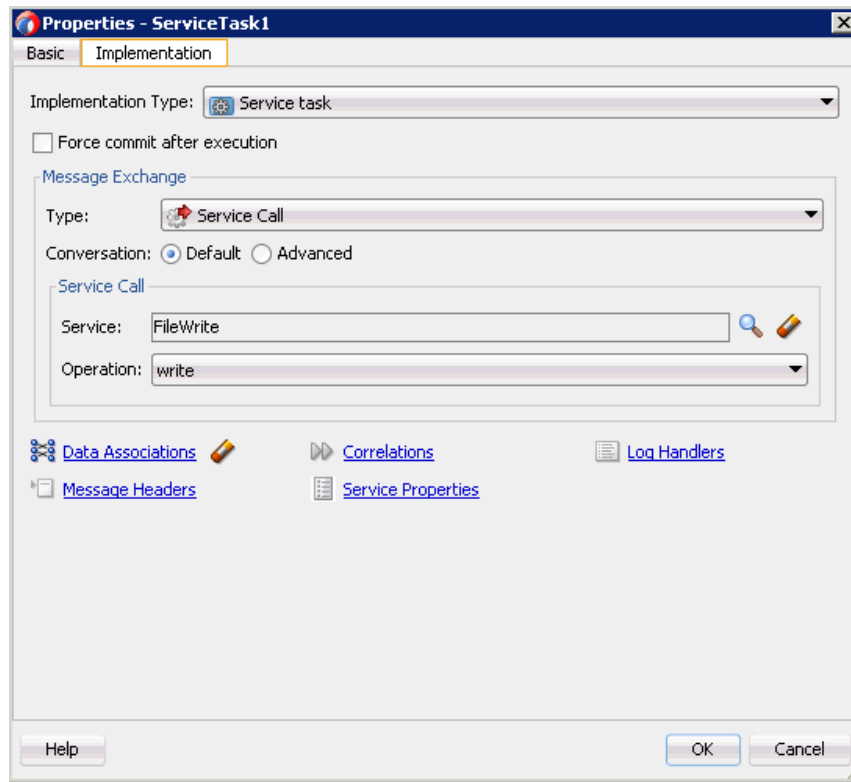 Properties - ServiceTask1
Basic Implementation
Implementation Type: Service task
Force commit after execution
Message Exchange
Type: Service Call
Conversation: Default Advanced
Service Call
Service: FileWrite
Operation: write
Data Associations Correlations Log Handlers
Message Headers Service Properties
Help OK Cancel